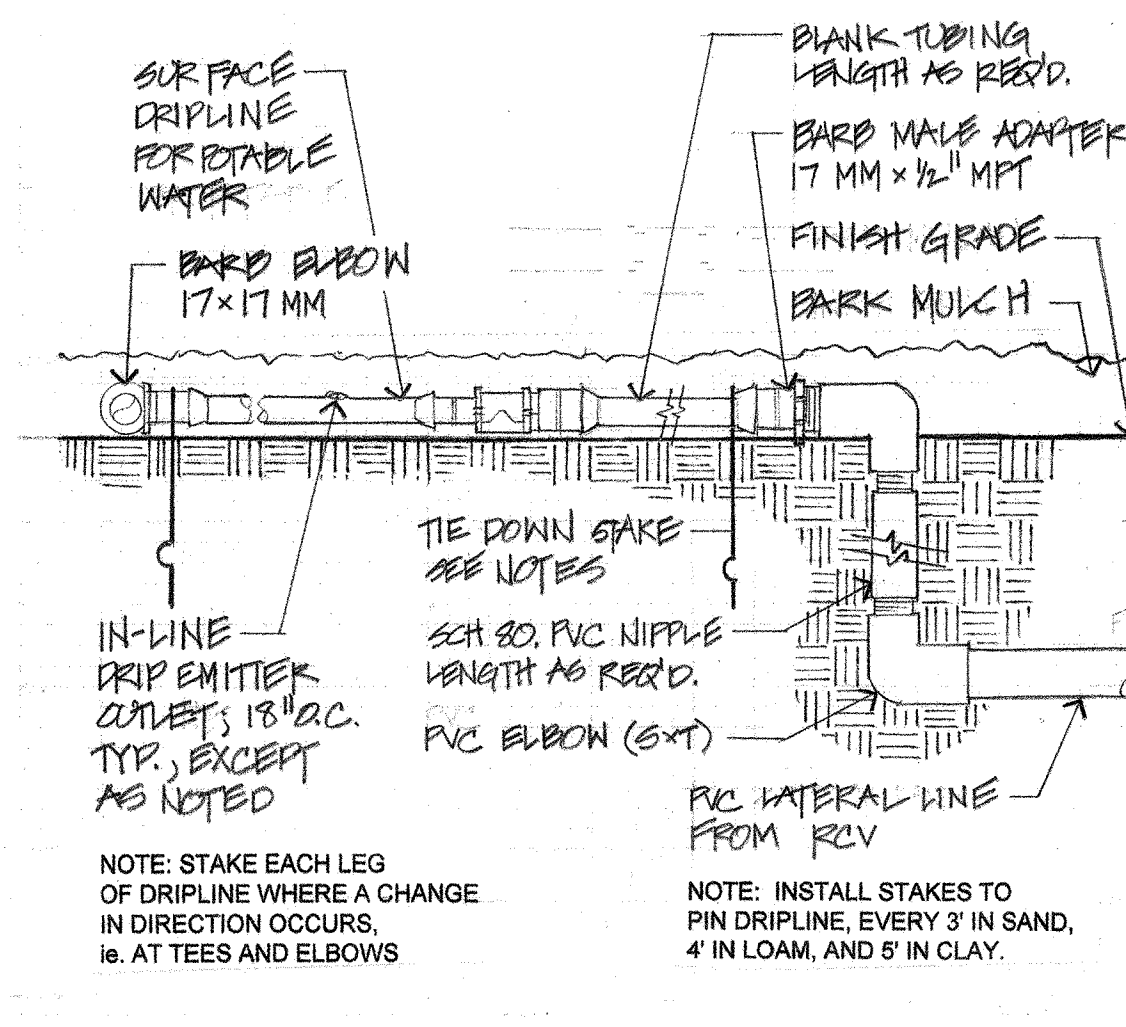 SURFACE
DRIPLINE
FOR POTABLE
WATER
BARB ELBOW
17×17 MM
BLANK TUBING
LENGTH AS REQ'D.
BARB MALE ADAPTER
17 MM × 1/2" MPT
FINISH GRADE
BARK MULCH
TIE DOWN STAKE
SEE NOTES
IN-LINE
DRIP EMITTER
OUTLET; 18" O.C.
TYP., EXCEPT
AS NOTED
SCH 80. PVC NIPPLE
LENGTH AS REQ'D.
PVC ELBOW (S×T)
PVC LATERAL LINE
FROM RCV
NOTE: STAKE EACH LEG
OF DRIPLINE WHERE A CHANGE
IN DIRECTION OCCURS,
ie. AT TEES AND ELBOWS
NOTE: INSTALL STAKES TO
PIN DRIPLINE, EVERY 3' IN SAND,
4' IN LOAM, AND 5' IN CLAY.